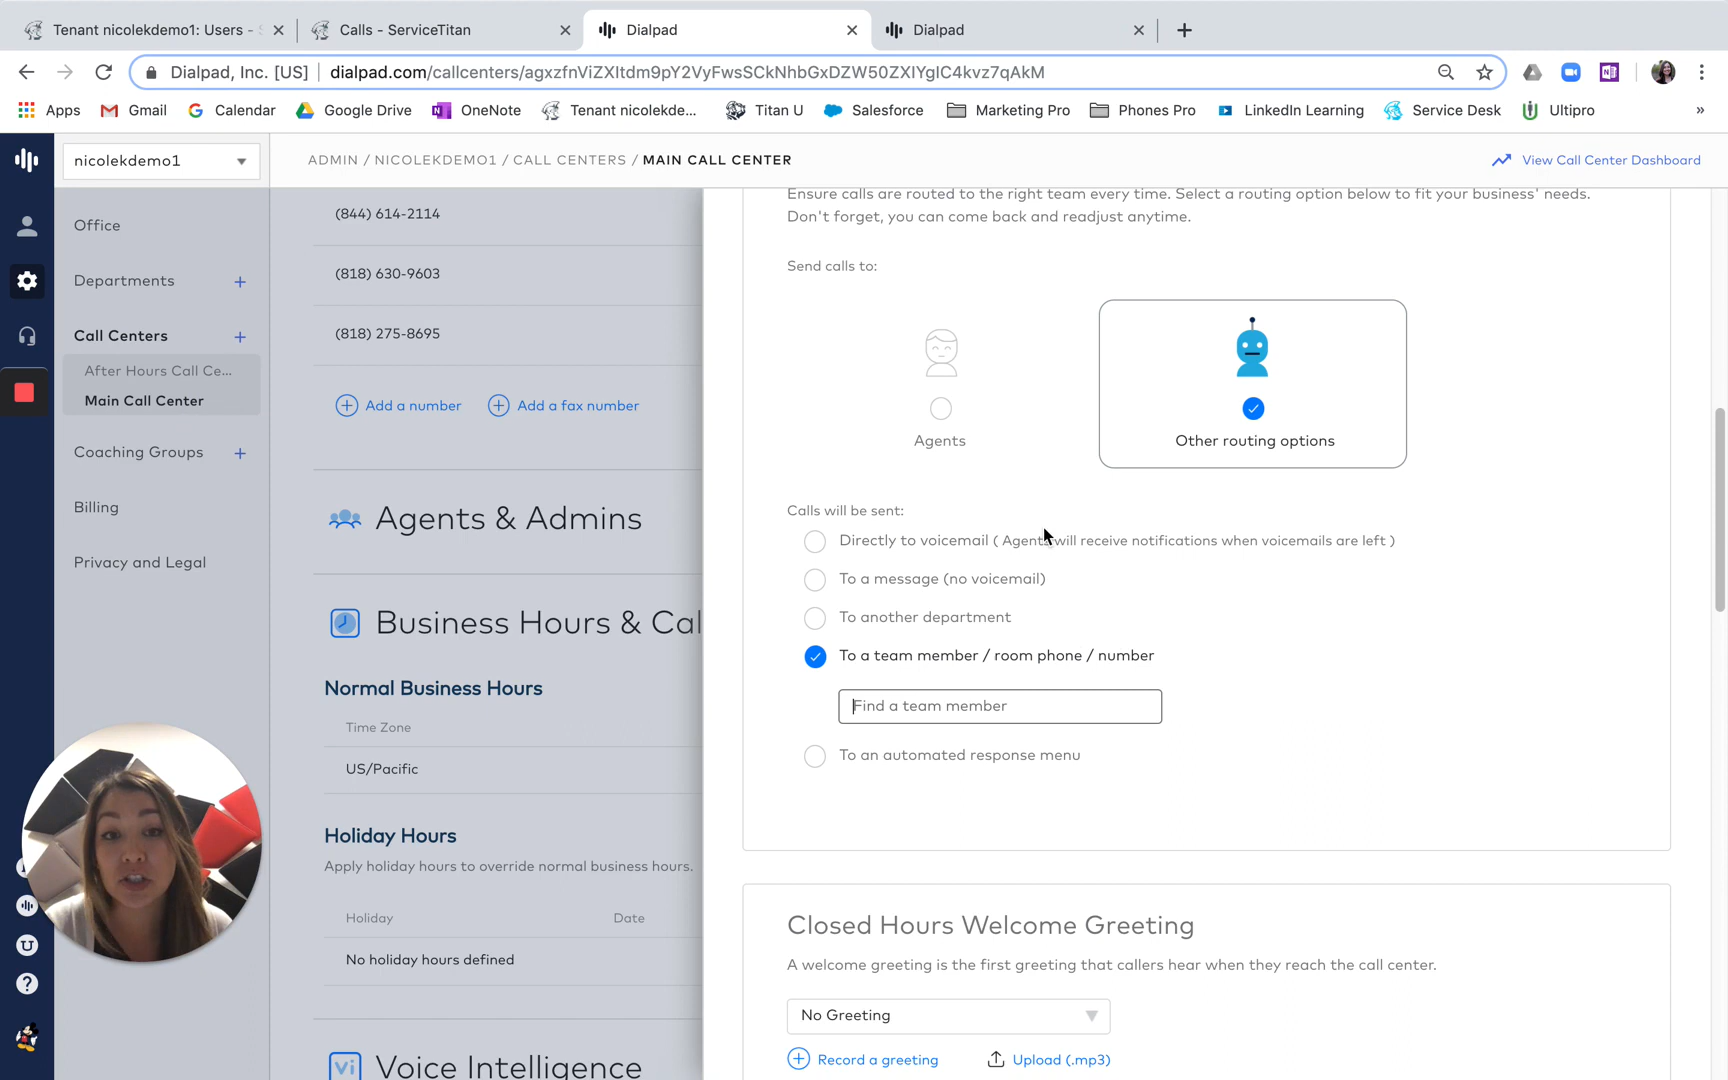 Tenant nicolekdemo1: Users -
Calls - ServiceTitan
Dialpad
Dialpad
Dialpad, Inc. [US] | dialpad.com/callcenters/agxzfnViZXItdm9pY2VyFwsSCkNhbGxDZW50ZXIYgIC4kvz7qAkM
Apps
Gmail
Calendar
Google Drive
OneNote
Tenant nicolekde...
Titan U
Salesforce
Marketing Pro
Phones Pro
LinkedIn Learning
Service Desk
Ultipro
»
nicolekdemo1
ADMIN / NICOLEKDEMO1 / CALL CENTERS / MAIN CALL CENTER
View Call Center Dashboard
Office
Departments
Call Centers
After Hours Call Ce...
Main Call Center
Coaching Groups
Billing
Privacy and Legal
(844) 614-2114
(818) 630-9603
(818) 275-8695
Add a number
Add a fax number
Agents & Admins
Business Hours & Cal
Normal Business Hours
Time Zone
US/Pacific
Holiday Hours
Apply holiday hours to override normal business hours.
Holiday Date
No holiday hours defined
Voice Intelligence
Ensure calls are routed to the right team every time. Select a routing option below to fit your business' needs.
Don't forget, you can come back and readjust anytime.
Send calls to:
Agents
Other routing options
Calls will be sent:
Directly to voicemail ( Agents will receive notifications when voicemails are left )
To a message (no voicemail)
To another department
To a team member / room phone / number
Find a team member
To an automated response menu
Closed Hours Welcome Greeting
A welcome greeting is the first greeting that callers hear when they reach the call center.
No Greeting
Record a greeting
Upload (.mp3)